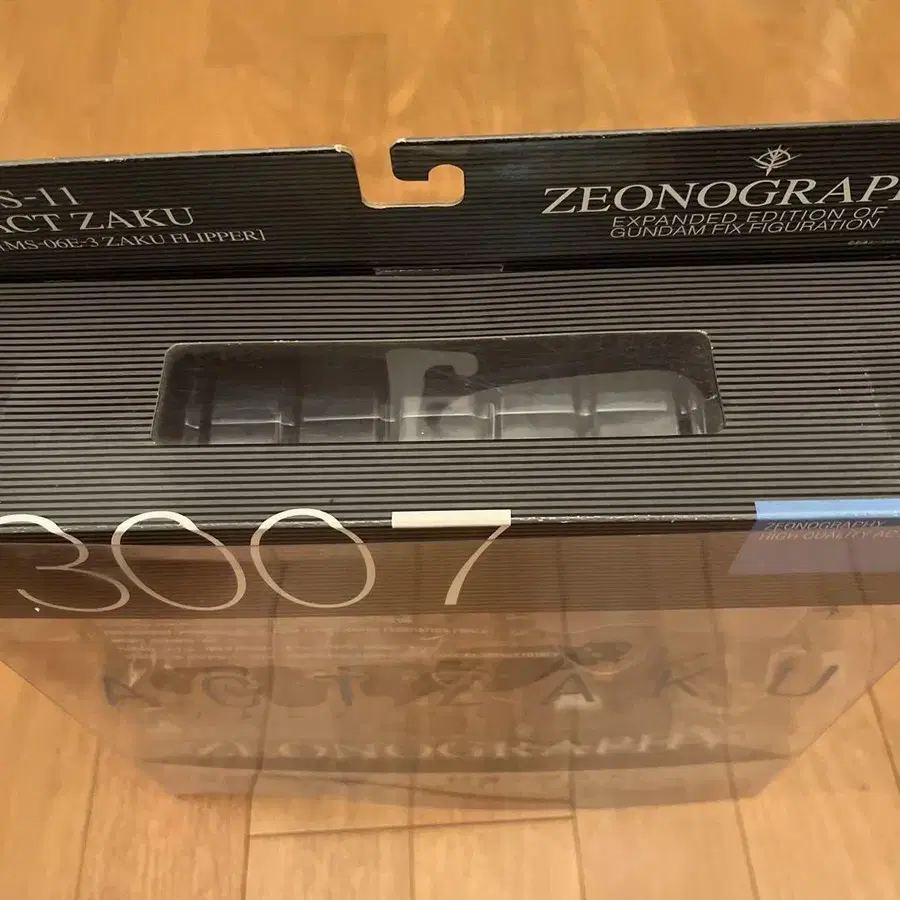 S-11
ACT ZAKU
[MS-06E-3 ZAKU FLIPPER]
ZEONOGRAP
EXPANDED EDITION OF
GUNDAM FIX FIGURATION
3007
ZEONOGRAPHY
HIGH QUALITY AC
ACT ZAKU
ZEONOGRAPHY